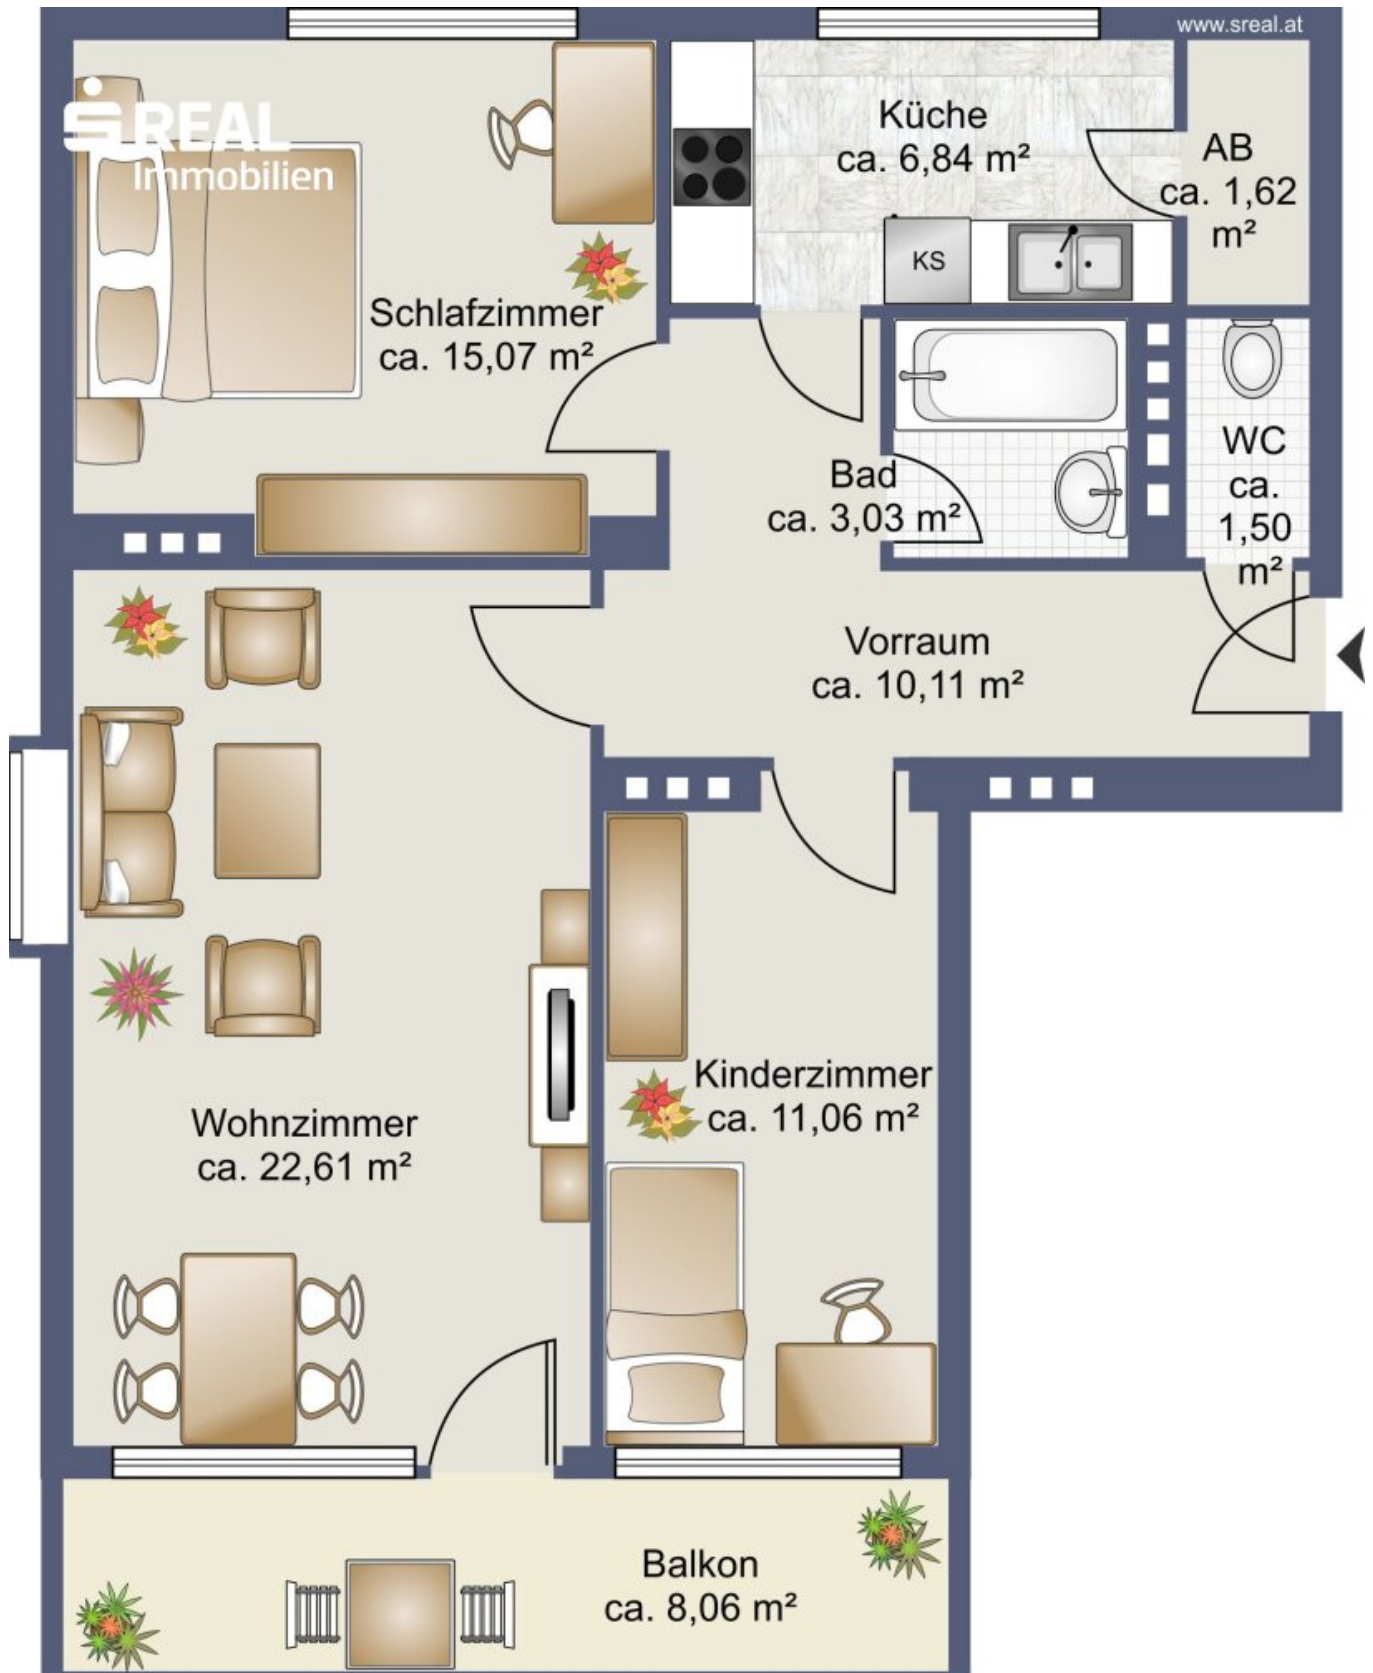 www.sreal.at
S REAL
Immobilien
Küche
ca. 6,84 m²
AB
ca. 1,62
m²
KS
Schlafzimmer
ca. 15,07 m²
Bad
ca. 3,03 m²
WC
ca.
1,50
m²
Vorraum
ca. 10,11 m²
Kinderzimmer
ca. 11,06 m²
Wohnzimmer
ca. 22,61 m²
Balkon
ca. 8,06 m²